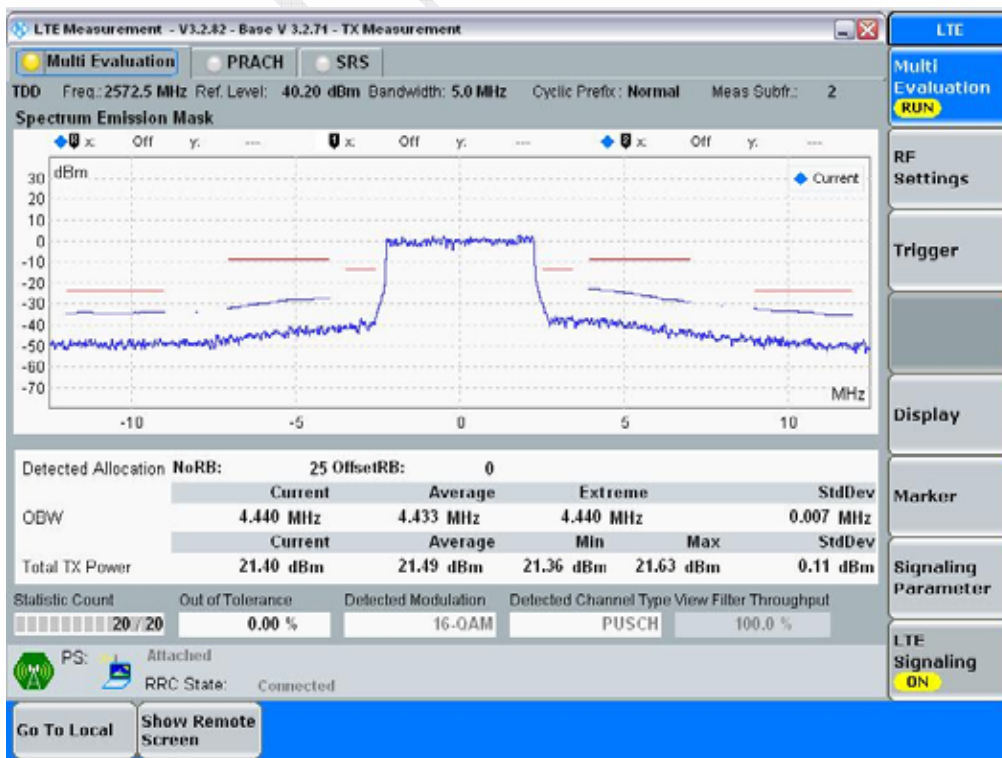 LTE Measurement - V3.2.82 - Base V 3.2.71 - TX Measurement
LTE
Multi Evaluation PRACH SRS
Multi Evaluation RUN
TDD Freq.: 2572.5 MHz Ref. Level: 40.20 dBm Bandwidth: 5.0 MHz Cyclic Prefix : Normal Meas Subfr.: 2
Spectrum Emission Mask
x: Off y: --- 1 x: Off y: --- 2 x: Off y: ---
dBm
Current
30
20
10
0
-10
-20
-30
-40
-50
-60
-70
MHz
-10 -5 0 5 10
RF Settings
Trigger
Display
Marker
Signaling Parameter
LTE Signaling ON
Detected Allocation NoRB: 25 OffsetRB: 0
Current Average Extreme StdDev
OBW 4.440 MHz 4.433 MHz 4.440 MHz 0.007 MHz
Current Average Min Max StdDev
Total TX Power 21.40 dBm 21.49 dBm 21.36 dBm 21.63 dBm 0.11 dBm
Statistic Count Out of Tolerance Detected Modulation Detected Channel Type View Filter Throughput
20 / 20 0.00 % 16-QAM PUSCH 100.0 %
PS: Attached
RRC State: Connected
Go To Local
Show Remote Screen